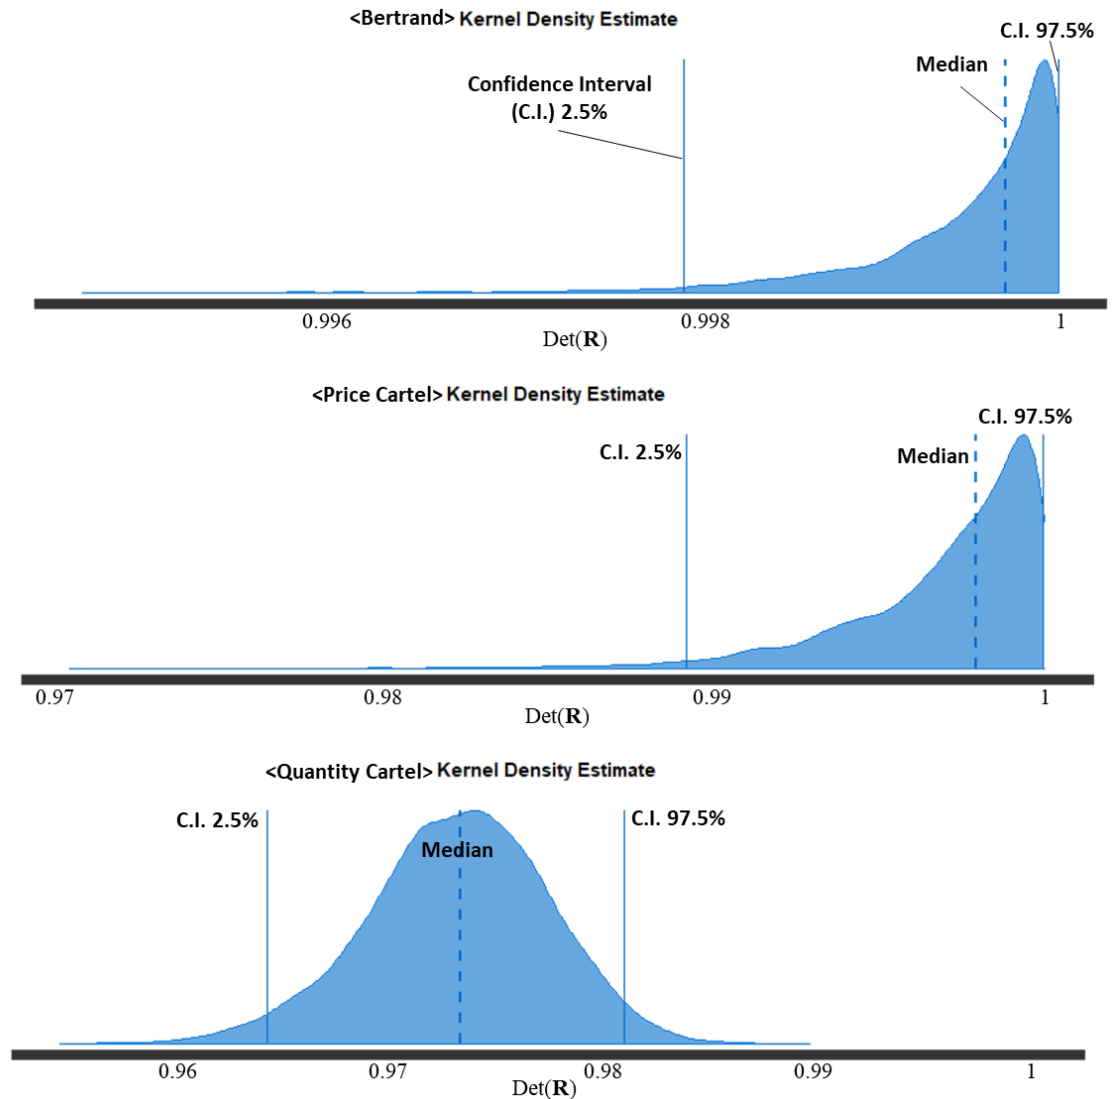 <Bertrand> Kernel Density Estimate
C.I. 97.5%
Median
Confidence Interval
(C.I.) 2.5%
0.996 0.998 1
Det(R)
<Price Cartel> Kernel Density Estimate
C.I. 97.5%
C.I. 2.5%
Median
0.97 0.98 0.99 1
Det(R)
<Quantity Cartel> Kernel Density Estimate
C.I. 2.5%
C.I. 97.5%
Median
0.96 0.97 0.98 0.99 1
Det(R)